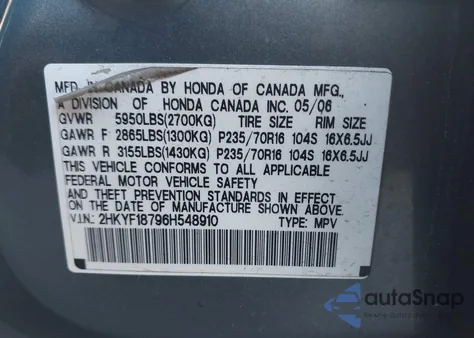 MFD. IN CANADA BY HONDA OF CANADA MFG.,
A DIVISION OF HONDA CANADA INC. 05/06
GVWR 5950LBS(2700KG) TIRE SIZE RIM SIZE
GAWR F 2865LBS(1300KG) P235/70R16 104S 16X6.5JJ
GAWR R 3155LBS(1430KG) P235/70R16 104S 16X6.5JJ
THIS VEHICLE CONFORMS TO ALL APPLICABLE
FEDERAL MOTOR VEHICLE SAFETY
AND THEFT PREVENTION STANDARDS IN EFFECT
ON THE DATE OF MANUFACTURE SHOWN ABOVE.
V.I.N.: 2HKYF18796H548910 TYPE: MPV
autoSnap